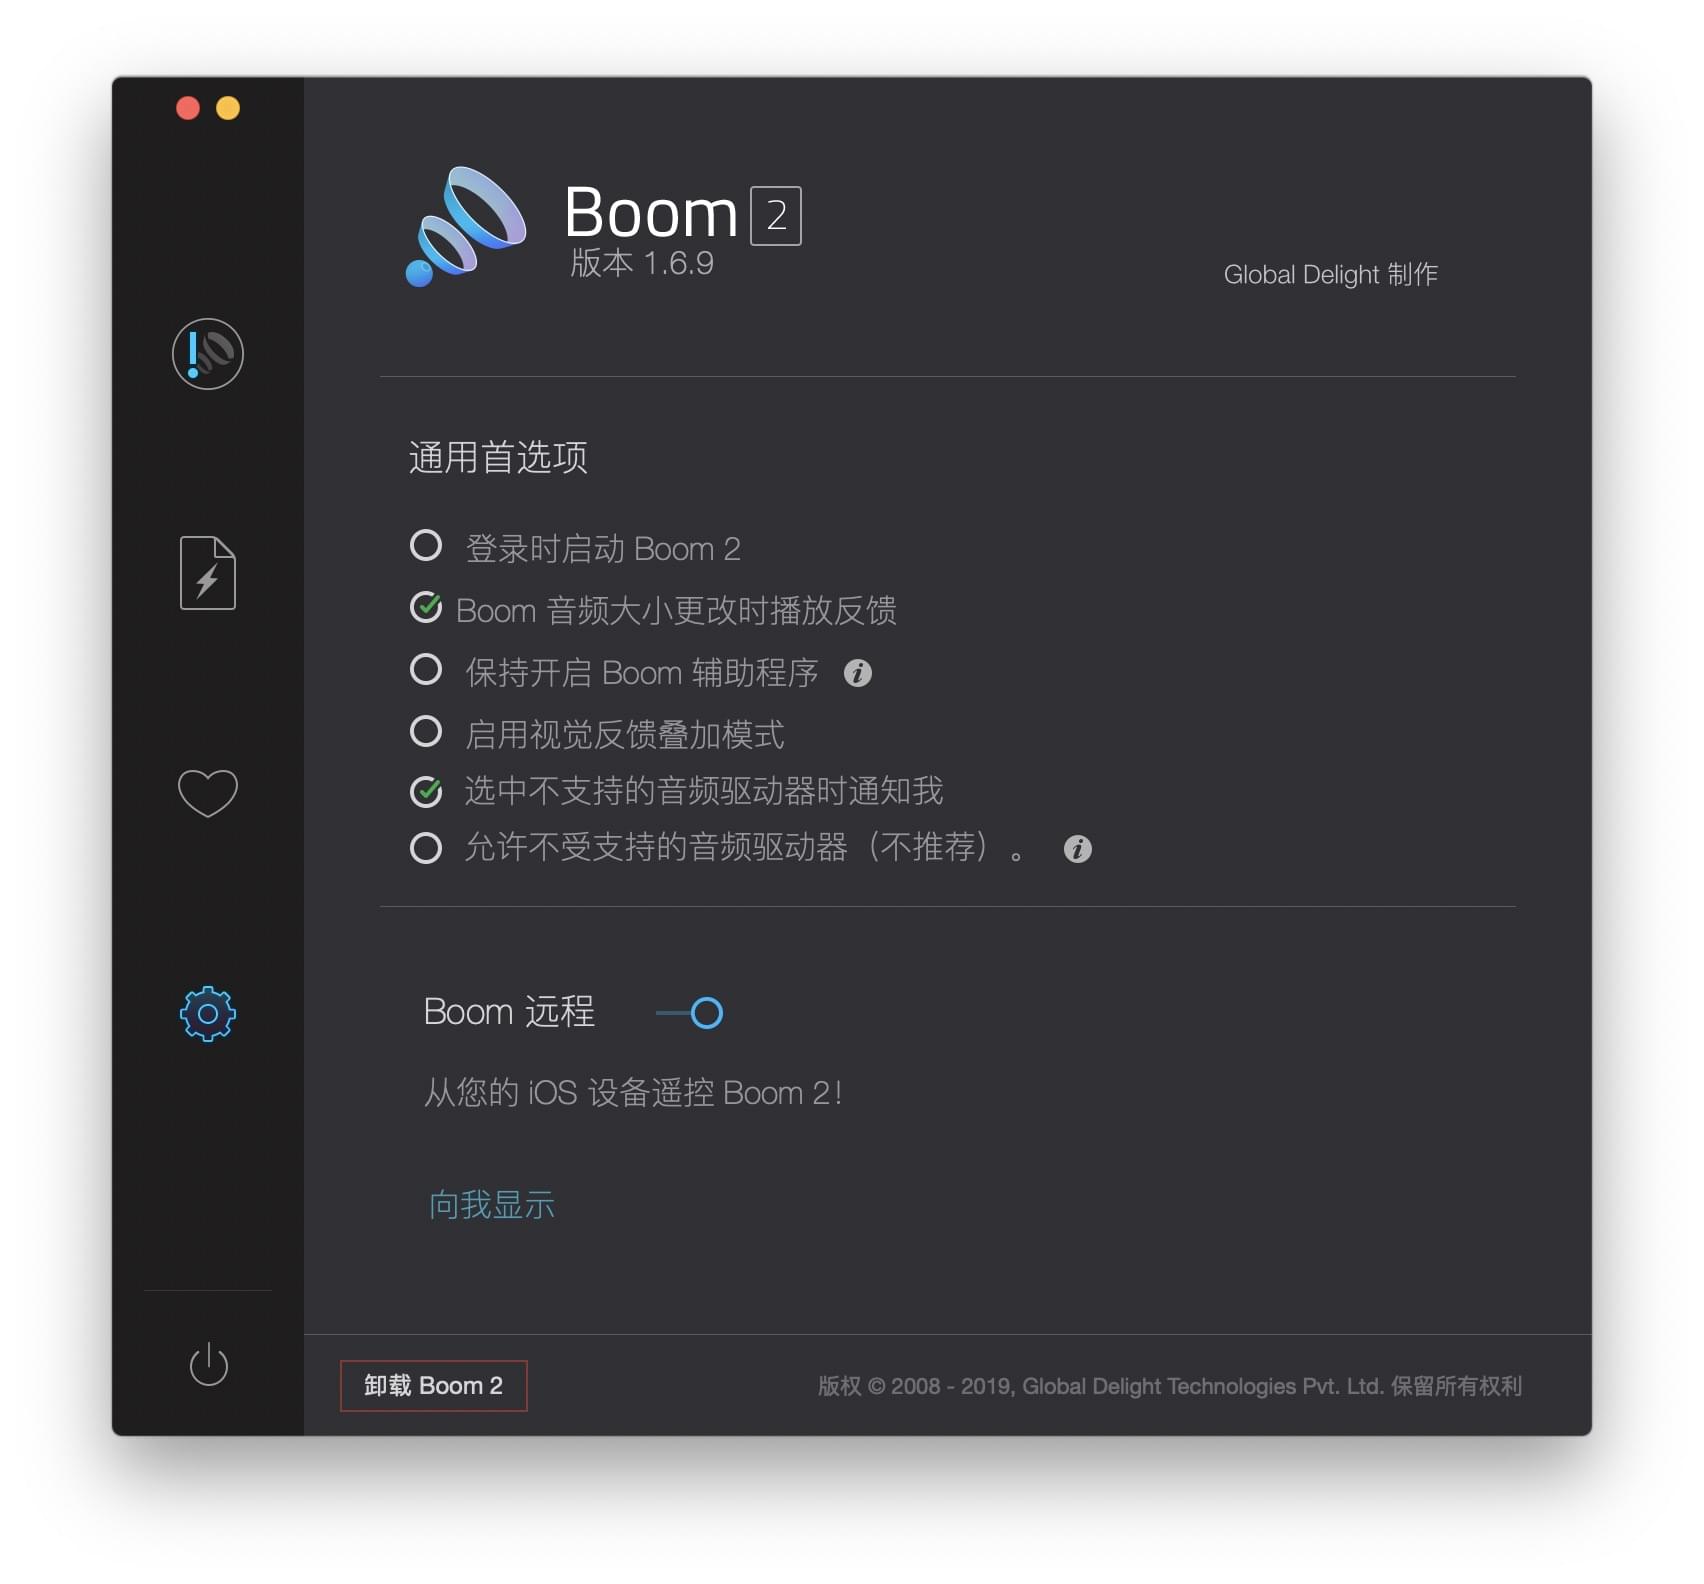 Boom 2
版本 1.6.9
Global Delight 制作
通用首选项
登录时启动 Boom 2
Boom 音频大小更改时播放反馈
保持开启 Boom 辅助程序
启用视觉反馈叠加模式
选中不支持的音频驱动器时通知我
允许不受支持的音频驱动器（不推荐）。
Boom 远程
从您的 iOS 设备遥控 Boom 2！
向我显示
卸载 Boom 2
版权 © 2008 - 2019, Global Delight Technologies Pvt. Ltd. 保留所有权利